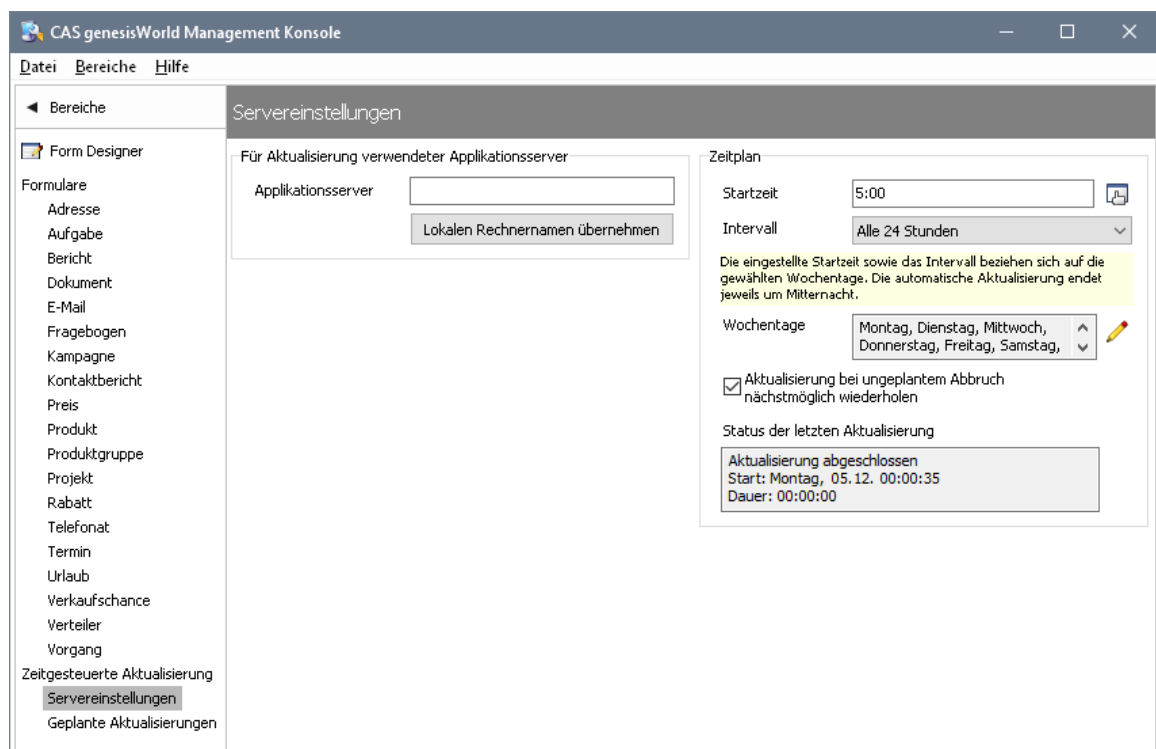 CAS genesisWorld Management Konsole
Datei Bereiche Hilfe
Bereiche
Form Designer
Formulare
Adresse
Aufgabe
Bericht
Dokument
E-Mail
Fragebogen
Kampagne
Kontaktbericht
Preis
Produkt
Produktgruppe
Projekt
Rabatt
Telefonat
Termin
Urlaub
Verkaufschance
Verteiler
Vorgang
Zeitgesteuerte Aktualisierung
Servereinstellungen
Geplante Aktualisierungen
Servereinstellungen
Für Aktualisierung verwendeter Applikationsserver
Applikationsserver
Lokalen Rechnernamen übernehmen
Zeitplan
Startzeit 5:00
Intervall Alle 24 Stunden
Die eingestellte Startzeit sowie das Intervall beziehen sich auf die
gewählten Wochentage. Die automatische Aktualisierung endet
jeweils um Mitternacht.
Wochentage Montag, Dienstag, Mittwoch,
Donnerstag, Freitag, Samstag,
Aktualisierung bei ungeplantem Abbruch
nächstmöglich wiederholen
Status der letzten Aktualisierung
Aktualisierung abgeschlossen
Start: Montag, 05.12. 00:00:35
Dauer: 00:00:00